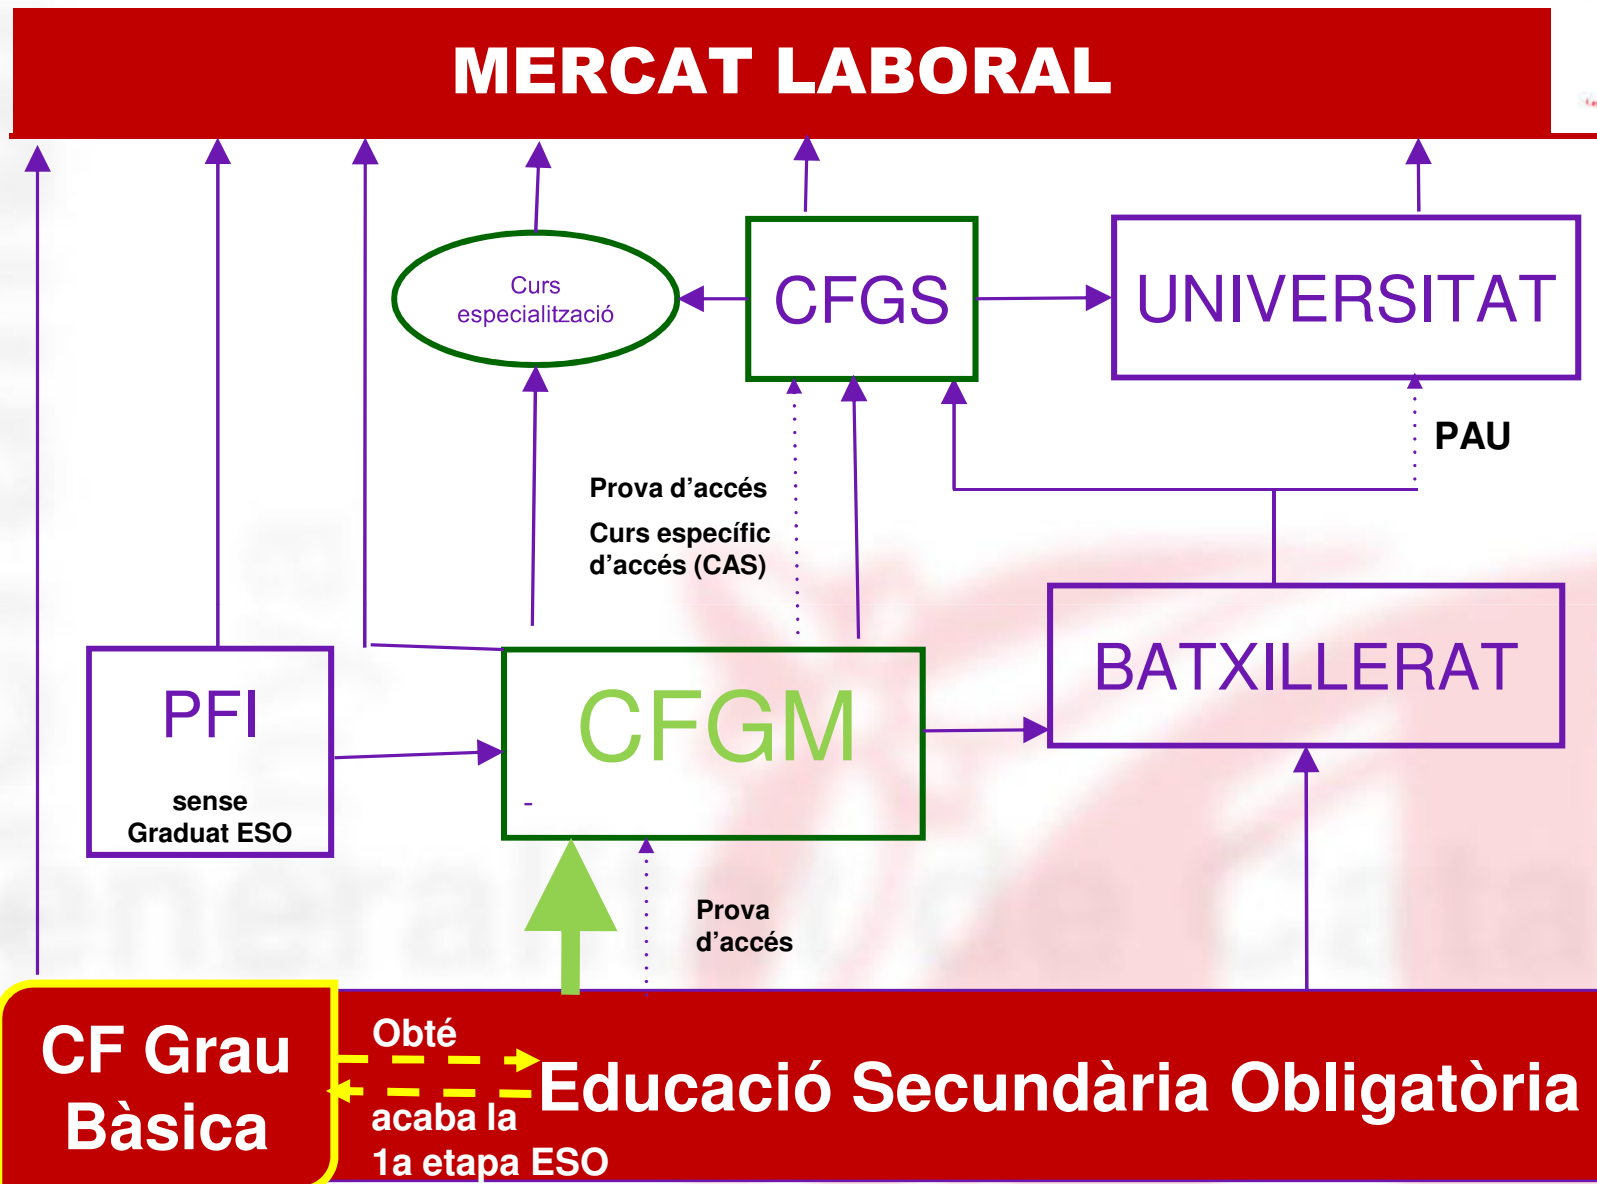 MERCAT LABORAL
Curs
especialització
CFGS
UNIVERSITAT
PAU
Prova d’accés
Curs específic
d’accés (CAS)
PFI
sense
Graduat ESO
CFGM
-
BATXILLERAT
Prova
d’accés
CF Grau
Bàsica
Obté
acaba la
1a etapa ESO
Educació Secundària Obligatòria